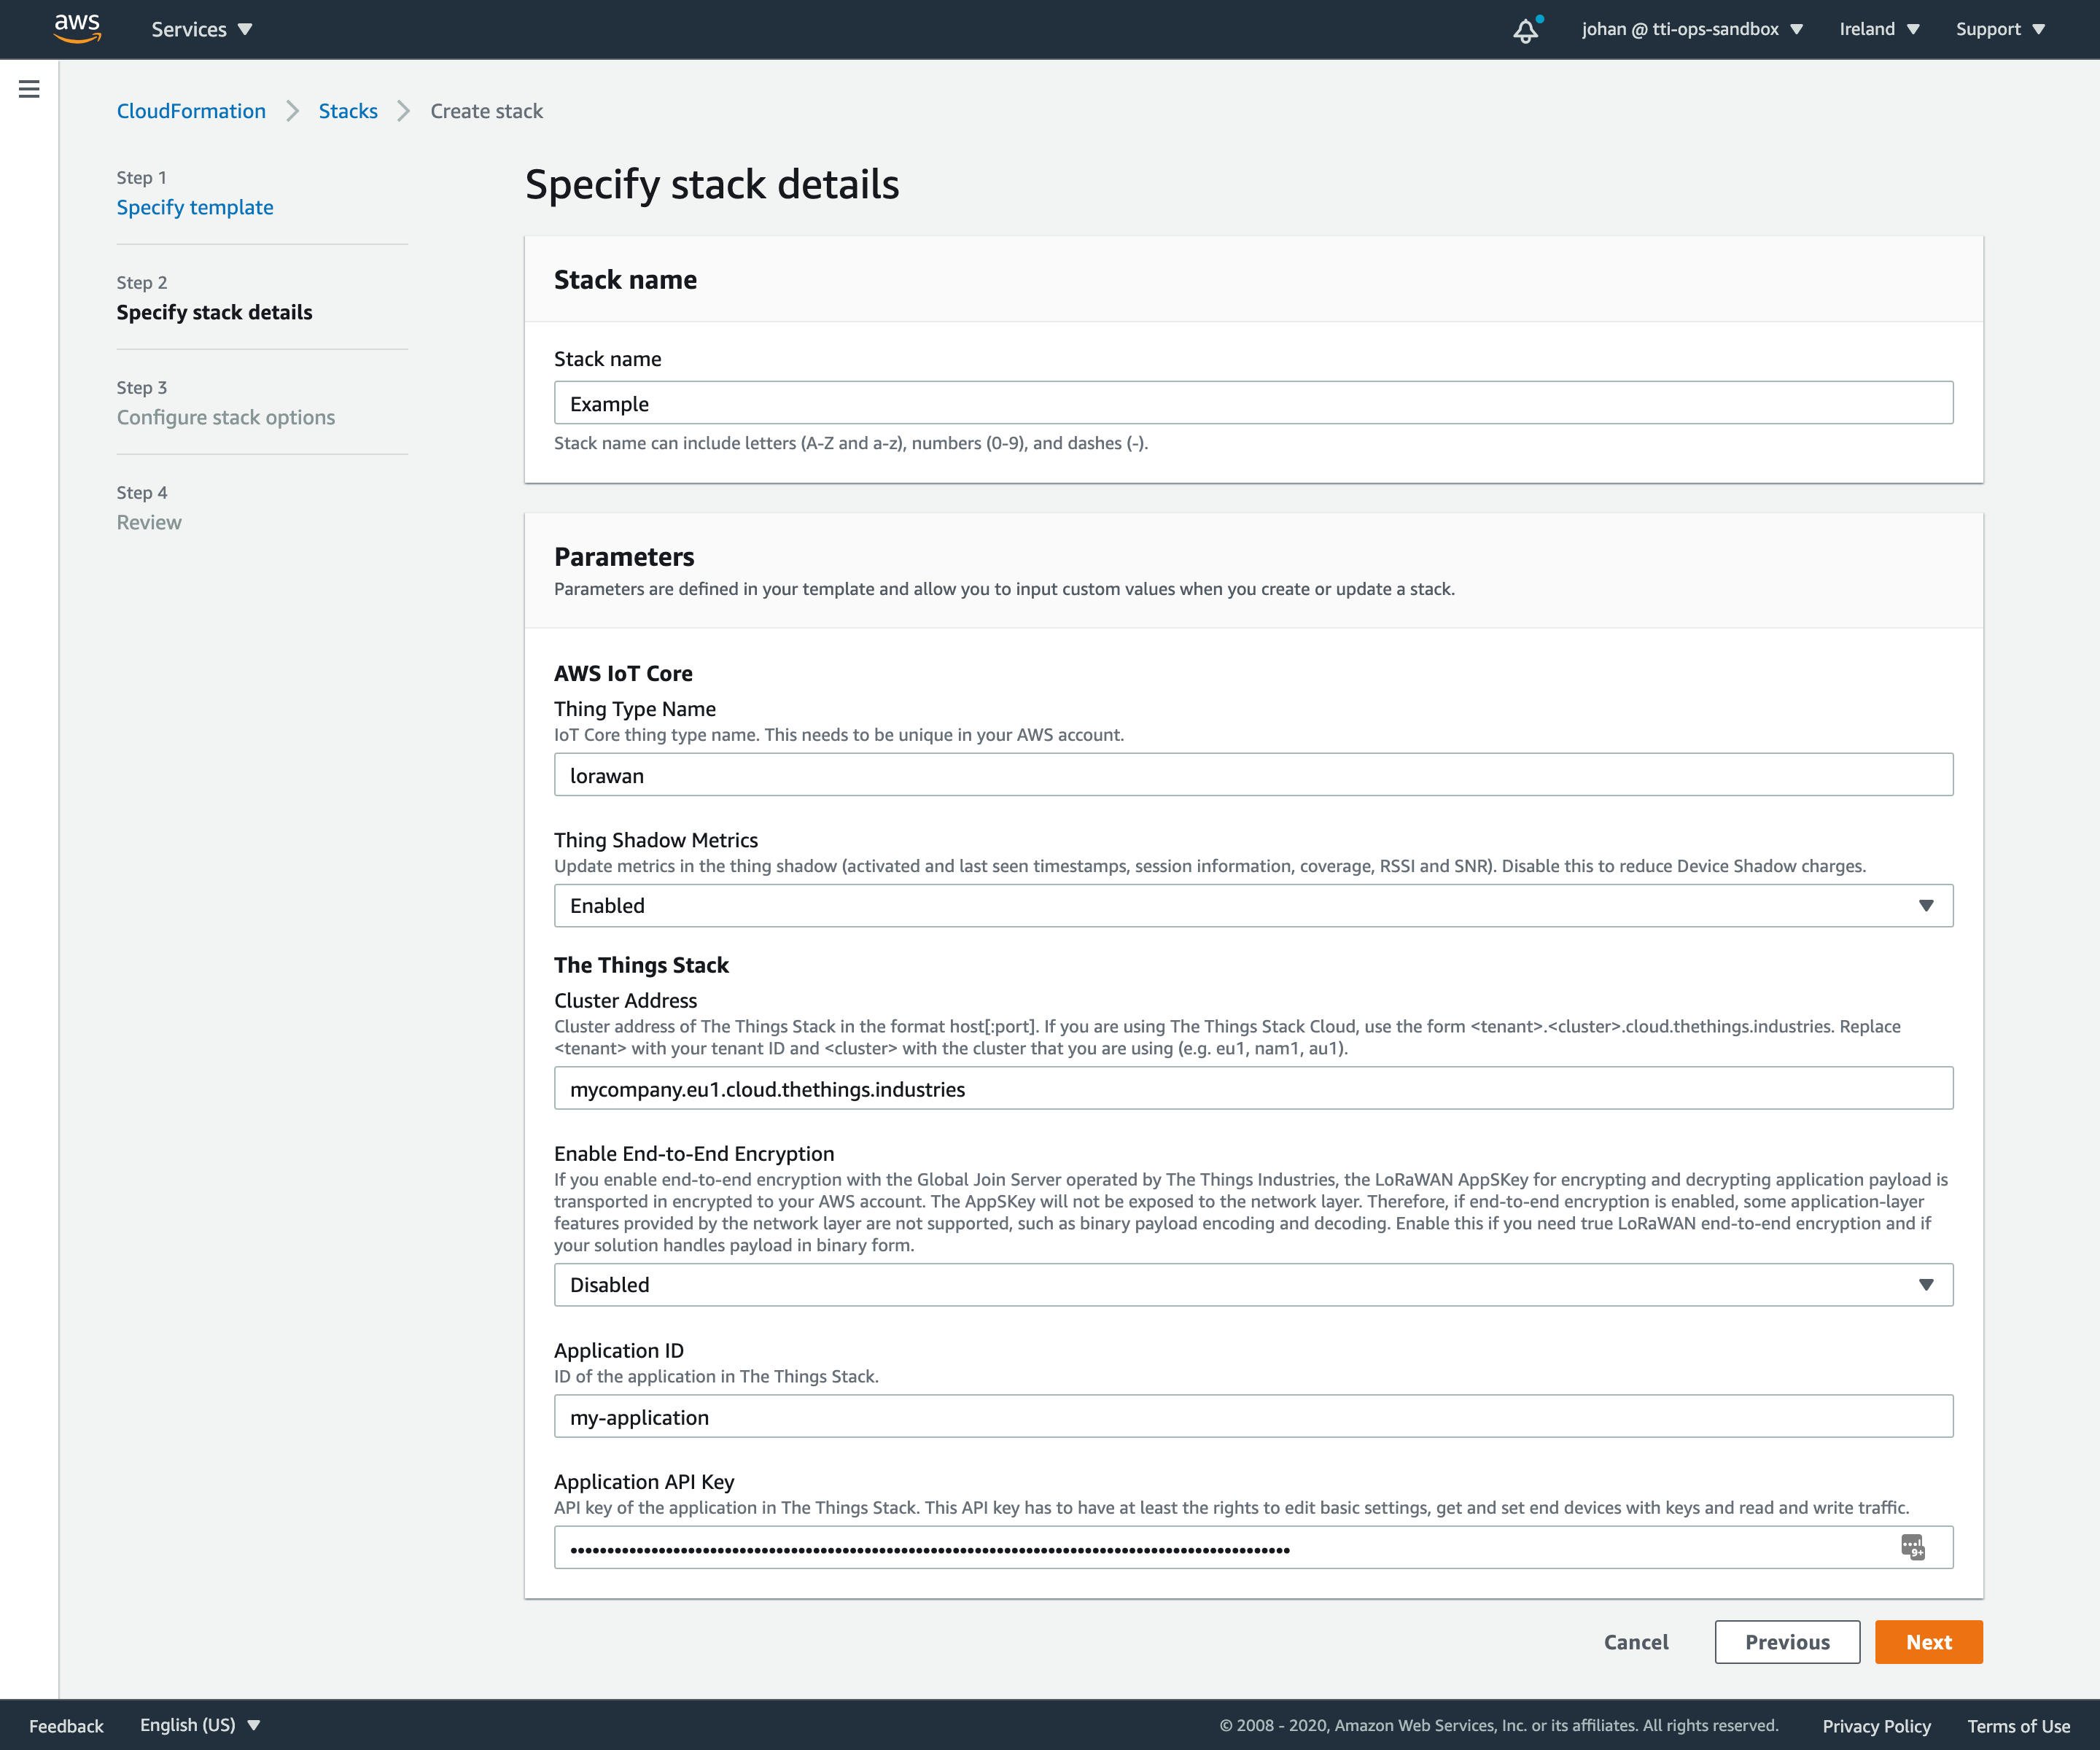 aws
Services
johan @ tti-ops-sandbox
Ireland
Support
CloudFormation
Stacks
Create stack
Step 1
Specify template
Step 2
Specify stack details
Step 3
Configure stack options
Step 4
Review
Specify stack details
Stack name
Stack name
Example
Stack name can include letters (A-Z and a-z), numbers (0-9), and dashes (-).
Parameters
Parameters are defined in your template and allow you to input custom values when you create or update a stack.
AWS IoT Core
Thing Type Name
IoT Core thing type name. This needs to be unique in your AWS account.
lorawan
Thing Shadow Metrics
Update metrics in the thing shadow (activated and last seen timestamps, session information, coverage, RSSI and SNR). Disable this to reduce Device Shadow charges.
Enabled
The Things Stack
Cluster Address
Cluster address of The Things Stack in the format host[:port]. If you are using The Things Stack Cloud, use the form <tenant>.<cluster>.cloud.thethings.industries. Replace
<tenant> with your tenant ID and <cluster> with the cluster that you are using (e.g. eu1, nam1, au1).
mycompany.eu1.cloud.thethings.industries
Enable End-to-End Encryption
If you enable end-to-end encryption with the Global Join Server operated by The Things Industries, the LoRaWAN AppSKey for encrypting and decrypting application payload is
transported in encrypted to your AWS account. The AppSKey will not be exposed to the network layer. Therefore, if end-to-end encryption is enabled, some application-layer
features provided by the network layer are not supported, such as binary payload encoding and decoding. Enable this if you need true LoRaWAN end-to-end encryption and if
your solution handles payload in binary form.
Disabled
Application ID
ID of the application in The Things Stack.
my-application
Application API Key
API key of the application in The Things Stack. This API key has to have at least the rights to edit basic settings, get and set end devices with keys and read and write traffic.
9+
Cancel
Previous
Next
Feedback
English (US)
© 2008 - 2020, Amazon Web Services, Inc. or its affiliates. All rights reserved.
Privacy Policy
Terms of Use